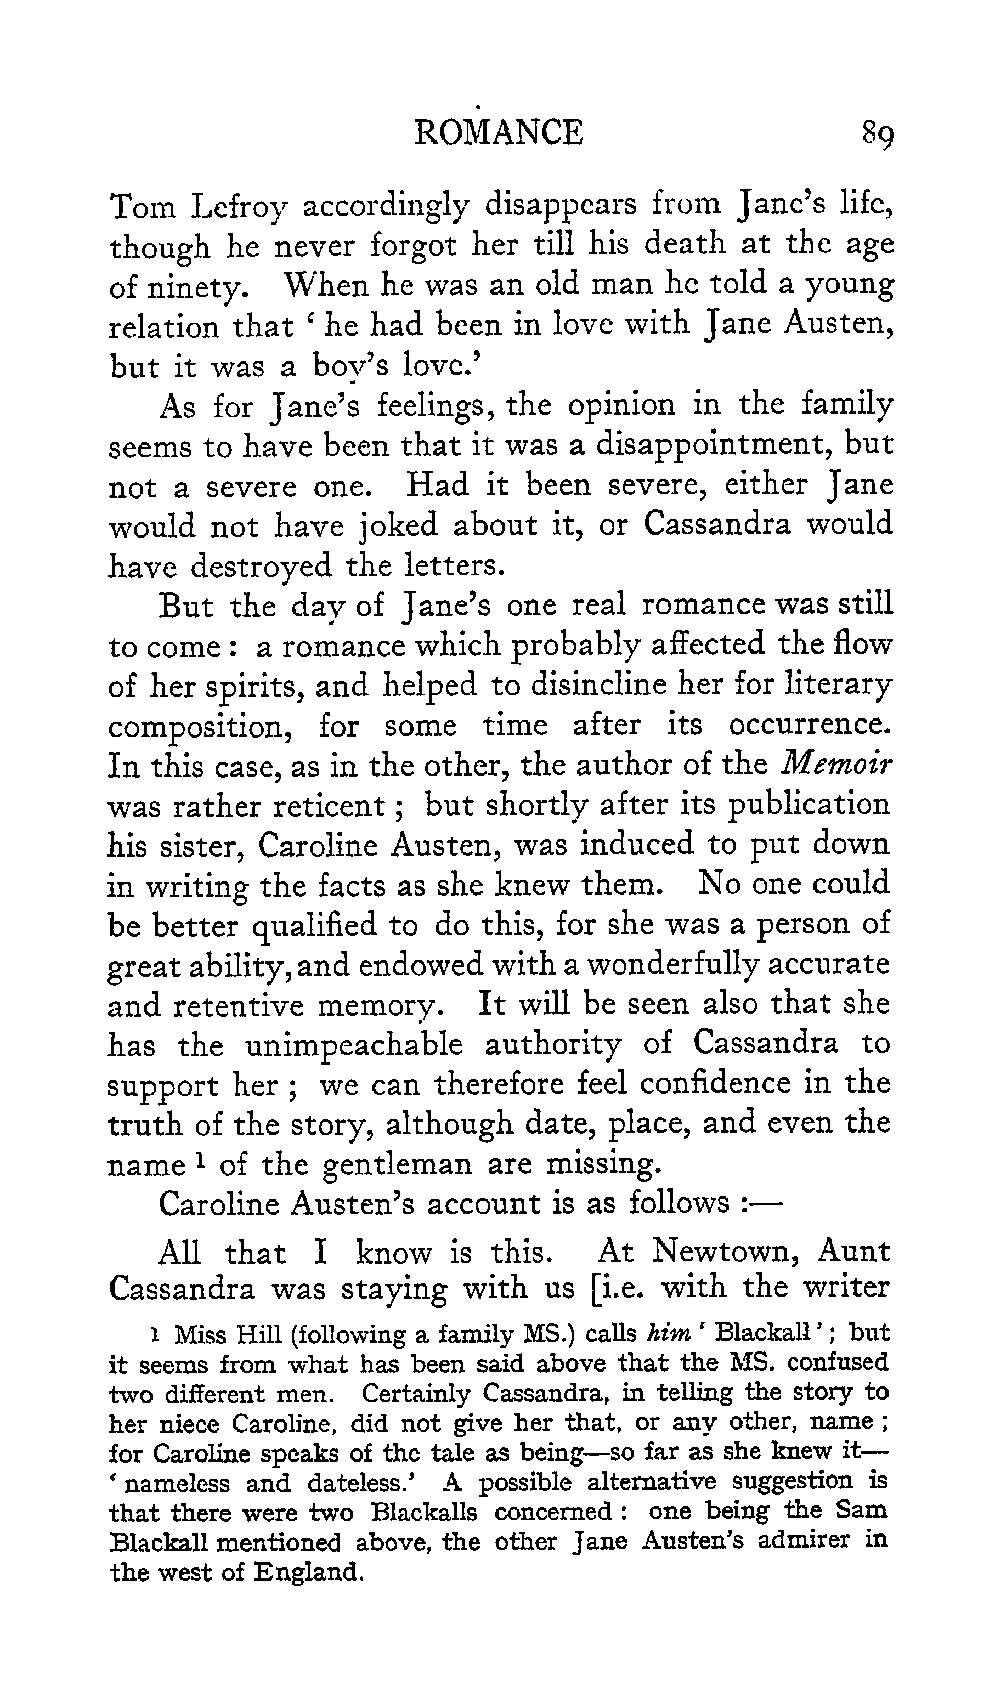 ROMANCE 89
Tom Lefroy accordingly disappears from Jane's life,
though he never forgot her till his death at the age
of ninety. When he was an old man he told a young
relation that ‘ he had been in love with Jane Austen,
but it was a boy's love.’
As for Jane's feelings, the opinion in the family
seems to have been that it was a disappointment, but
not a severe one. Had it been severe, either Jane
would not have joked about it, or Cassandra would
have destroyed the letters.
But the day of Jane's one real romance was still
to come : a romance which probably affected the flow
of her spirits, and helped to disincline her for literary
composition, for some time after its occurrence.
In this case, as in the other, the author of the Memoir
was rather reticent ; but shortly after its publication
his sister, Caroline Austen, was induced to put down
in writing the facts as she knew them. No one could
be better qualified to do this, for she was a person of
great ability, and endowed with a wonderfully accurate
and retentive memory. It will be seen also that she
has the unimpeachable authority of Cassandra to
support her ; we can therefore feel confidence in the
truth of the story, although date, place, and even the
name ¹ of the gentleman are missing.
Caroline Austen's account is as follows :—
All that I know is this. At Newtown, Aunt
Cassandra was staying with us [i.e. with the writer
¹ Miss Hill (following a family MS.) calls him ‘ Blackall ’ ; but
it seems from what has been said above that the MS. confused
two different men. Certainly Cassandra, in telling the story to
her niece Caroline, did not give her that, or any other, name ;
for Caroline speaks of the tale as being—so far as she knew it—
‘ nameless and dateless.’ A possible alternative suggestion is
that there were two Blackalls concerned : one being the Sam
Blackall mentioned above, the other Jane Austen's admirer in
the west of England.